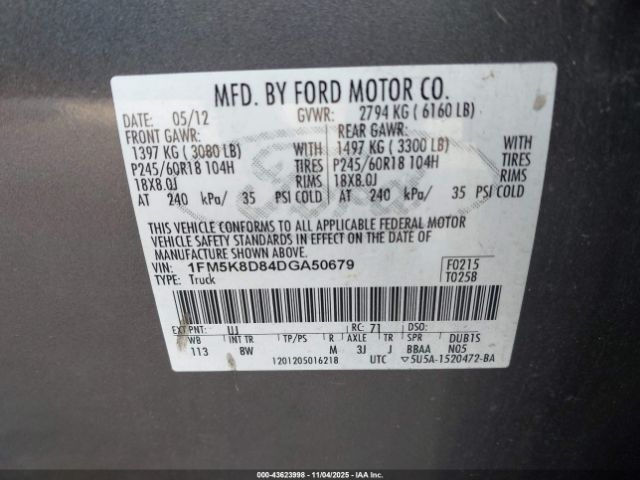 MFD. BY FORD MOTOR CO.
DATE: 05/12 GVWR: 2794 KG ( 6160 LB)
FRONT GAWR: REAR GAWR:
1397 KG ( 3080 LB) WITH 1497 KG ( 3300 LB) WITH
P245/60R18 104H TIRES P245/60R18 104H TIRES
18X8.0J RIMS 18X8.0J RIMS
AT 240 kPa/ 35 PSI COLD AT 240 kPa/ 35 PSI COLD
Ford
THIS VEHICLE CONFORMS TO ALL APPLICABLE FEDERAL MOTOR
VEHICLE SAFETY STANDARDS IN EFFECT ON THE DATE OF
MANUFACTURE SHOWN ABOVE.
VIN: 1FM5K8D84DGA50679 F0215
TYPE: Truck T0258
EXT PNT: UJ RC: 71 DSO:
WB INT TR TP/PS R AXLE TR SPR DUB1S
113 8W M 3J J BBAA N05
1201205016218 UTC ▽5U5A-1520472-BA
000-43623998 - 11/04/2025 - IAAI.COM